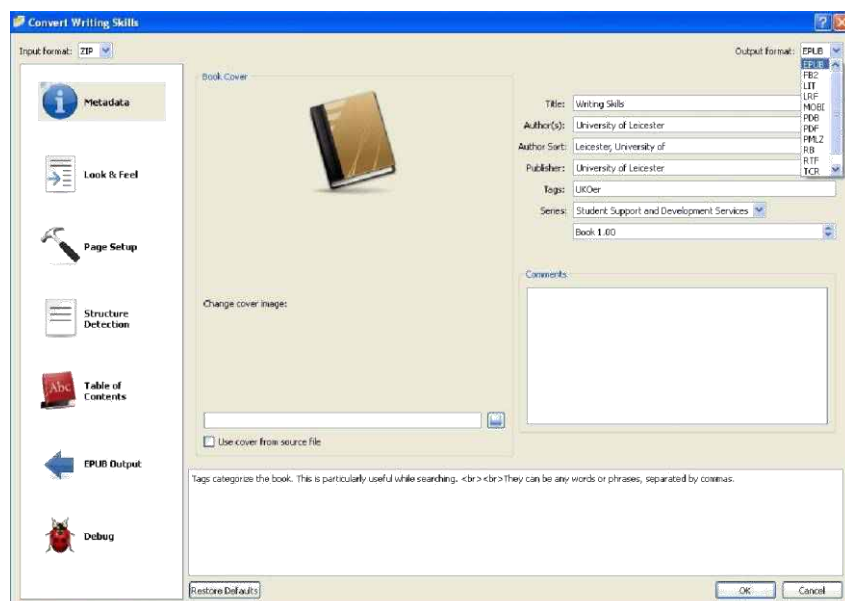 Convert Writing Skills
Input format: ZIP
Output format: EPUB
EPUB
FB2
LIT
LRF
MOBI
PDB
PDF
PMLZ
RB
RTF
TCR
Metadata
Look & Feel
Page Setup
Structure
Detection
Abc
Table of
Contents
EPUB Output
Debug
Book Cover
Change cover image:
Use cover from source file
Title: Writing Skills
Author(s): University of Leicester
Author Sort: Leicester, University of
Publisher: University of Leicester
Tags: UKOer
Series: Student Support and Development Services
Book 1.00
Comments
Tags categorize the book. This is particularly useful while searching. <br><br>They can be any words or phrases, separated by commas.
Restore Defaults
OK
Cancel